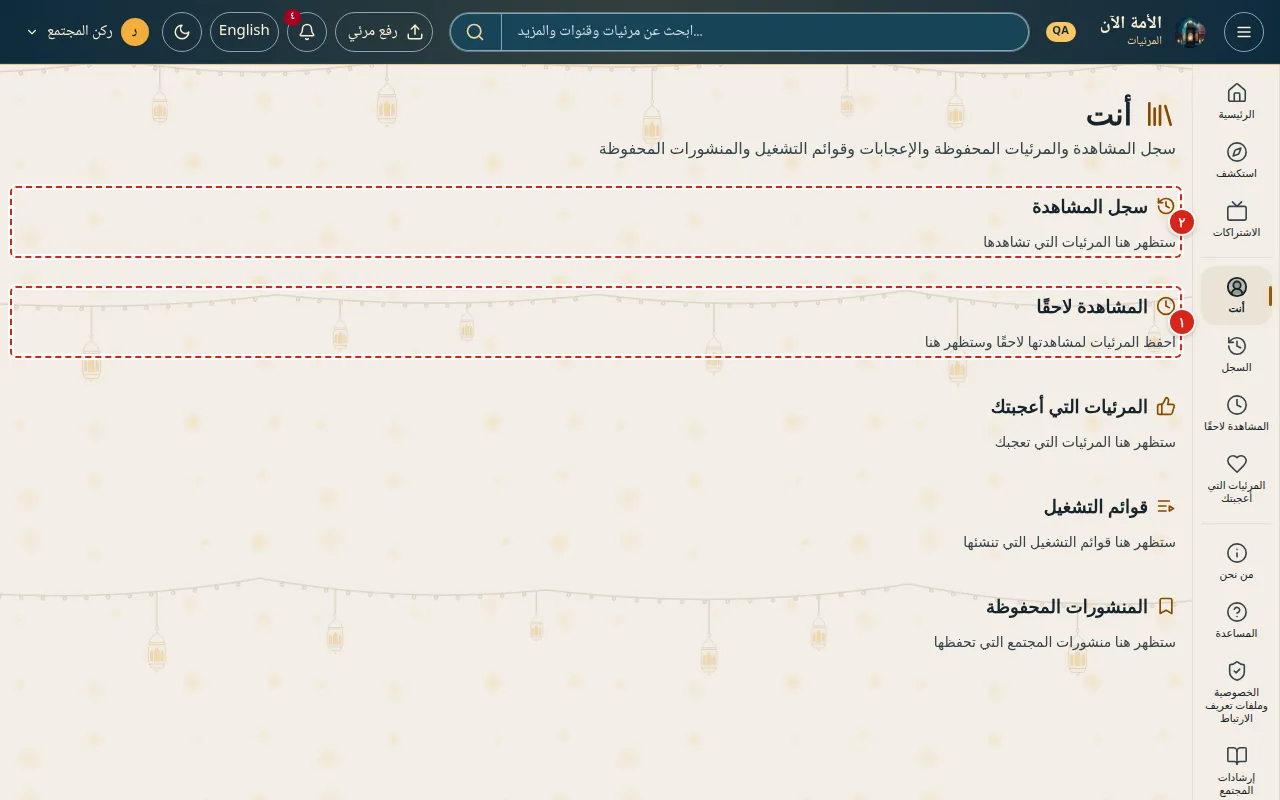 الأمة الآن
المرئيات
QA
ابحث عن مرئيات وقنوات والمزيد...
رفع مرئي
٤
English
ر
ركن المجتمع
الرئيسية
استكشف
الاشتراكات
أنت
السجل
المشاهدة لاحقًا
المرئيات التي
أعجبتك
من نحن
المساعدة
الخصوصية
وملفات تعريف
الارتباط
إرشادات
المجتمع
أنت
سجل المشاهدة والمرئيات المحفوظة والإعجابات وقوائم التشغيل والمنشورات المحفوظة
سجل المشاهدة
٢
ستظهر هنا المرئيات التي تشاهدها
المشاهدة لاحقًا
١
احفظ المرئيات لمشاهدتها لاحقًا وستظهر هنا
المرئيات التي أعجبتك
ستظهر هنا المرئيات التي تعجبك
قوائم التشغيل
ستظهر هنا قوائم التشغيل التي تنشئها
المنشورات المحفوظة
ستظهر هنا منشورات المجتمع التي تحفظها